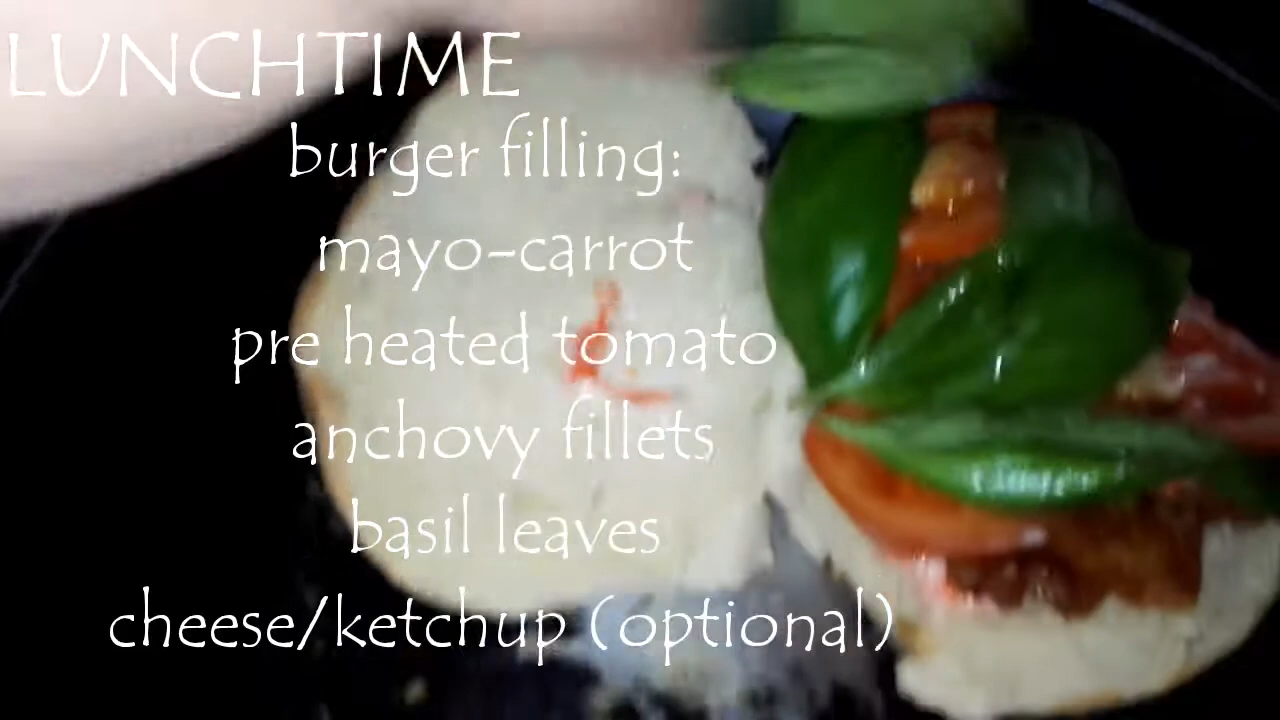 LUNCHTIME
burger filling:
mayo-carrot
pre heated tomato
anchovy fillets
basil leaves
cheese/ketchup (optional)